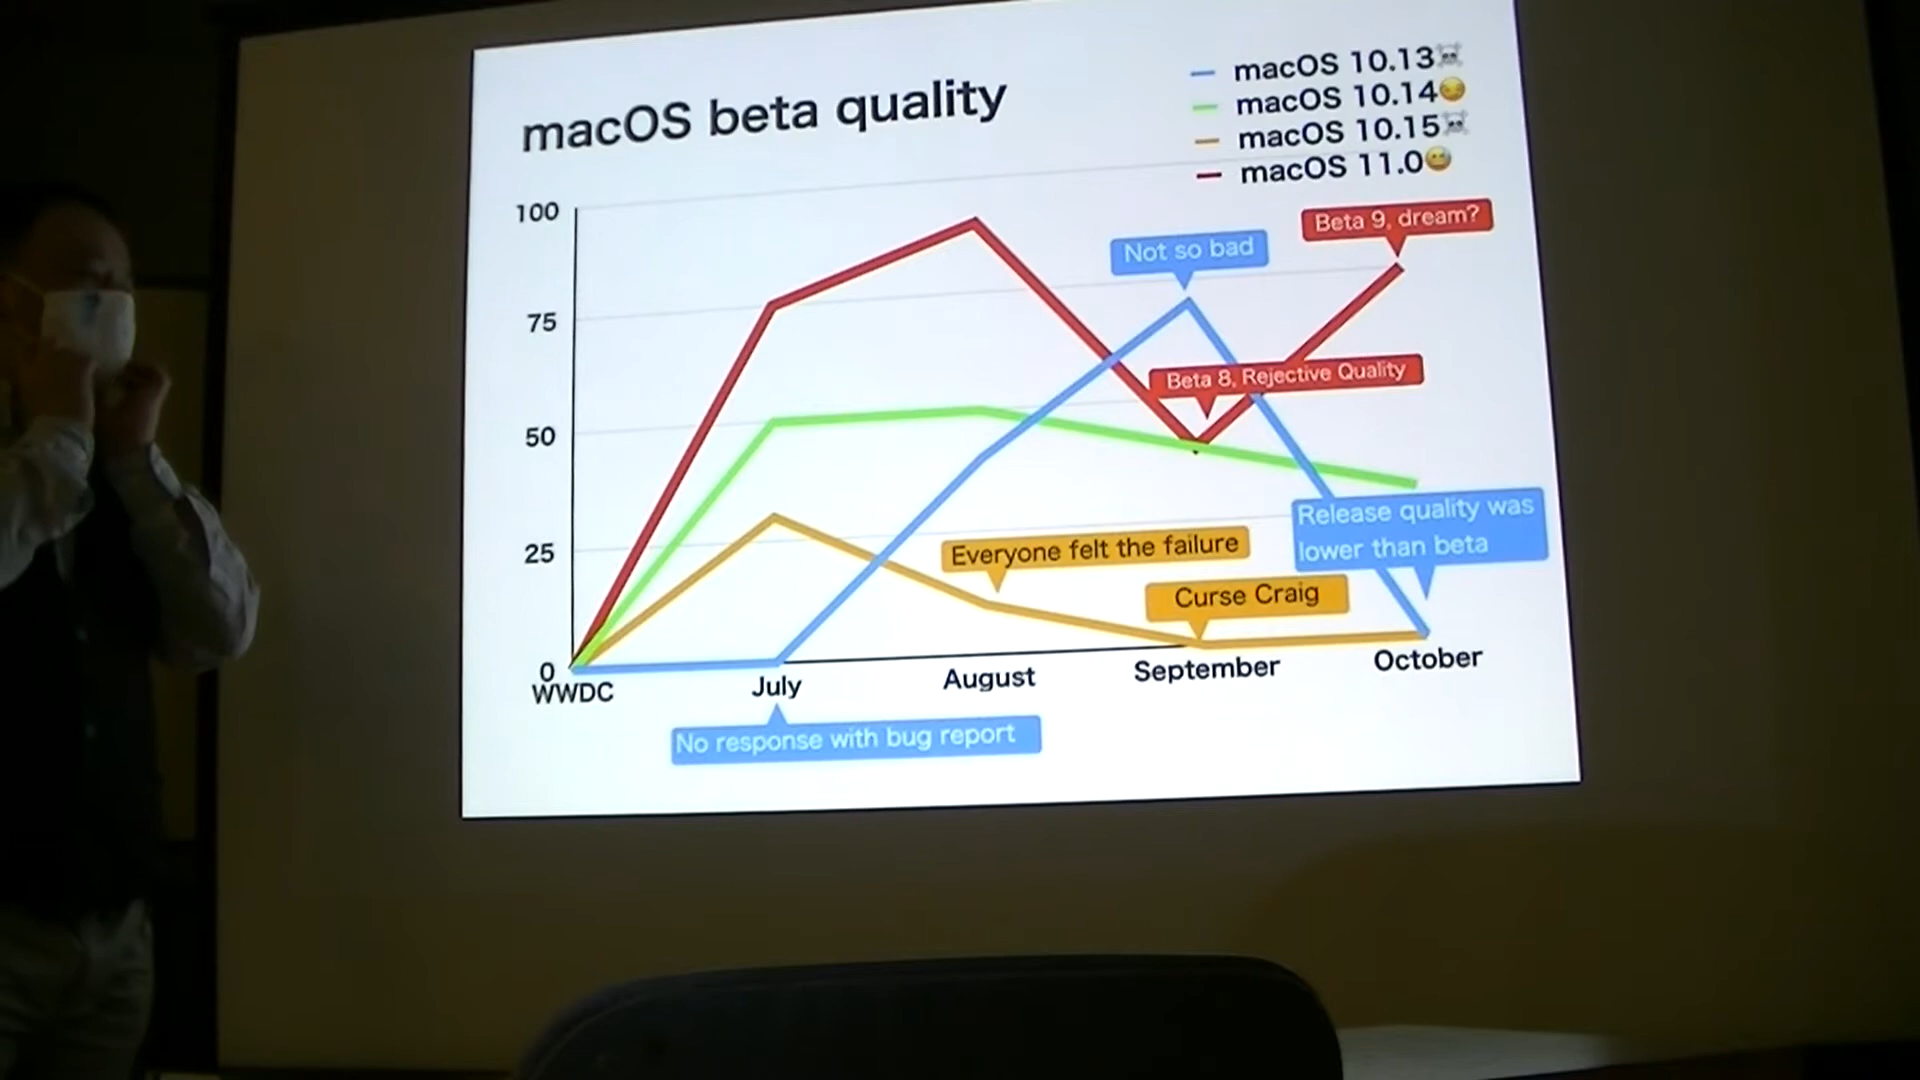 macOS beta quality
macOS 10.13☠️
macOS 10.14😆
macOS 10.15☠️
macOS 11.0😅
100
75
50
25
0
Beta 9, dream?
Not so bad
Beta 8, Rejective Quality
Release quality was
lower than beta
Everyone felt the failure
Curse Craig
WWDC
July
August
September
October
No response with bug report